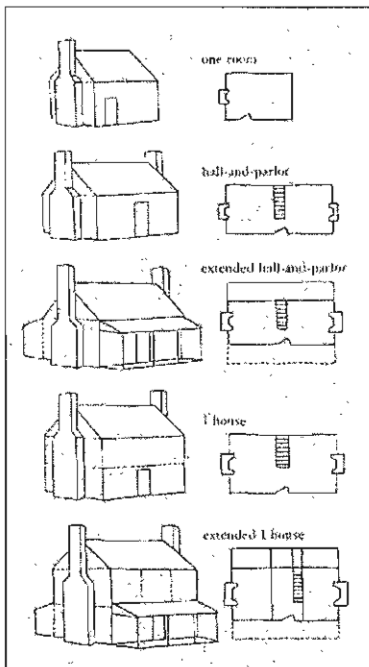 one room
hall-and-parlor
extended hall-and-parlor
I house
extended I house